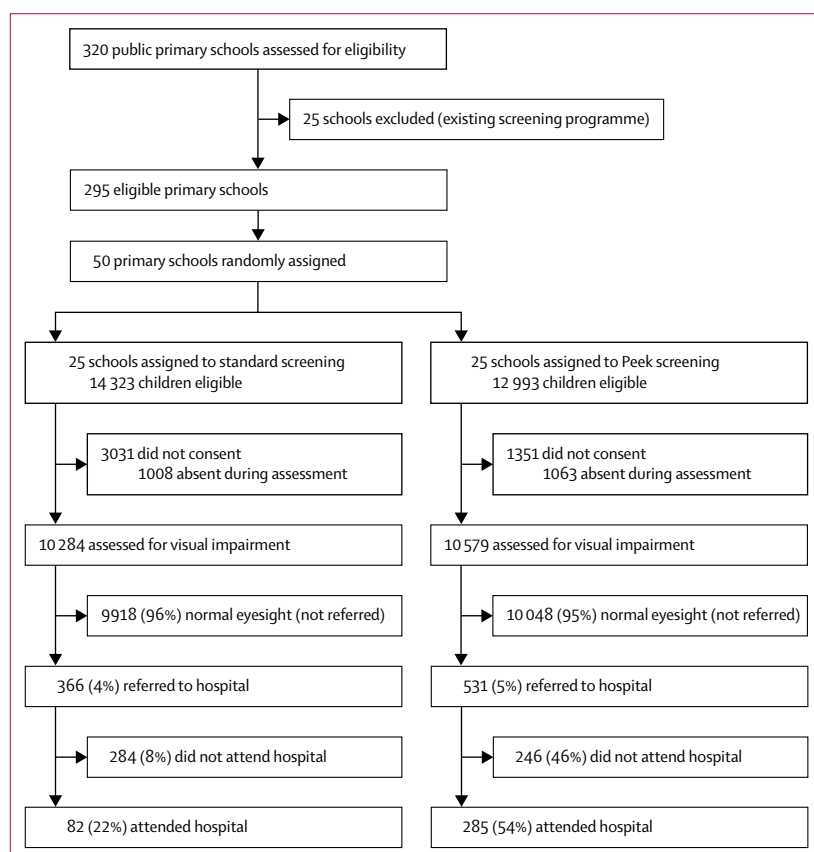 320 public primary schools assessed for eligibility
25 schools excluded (existing screening programme)
295 eligible primary schools
50 primary schools randomly assigned
25 schools assigned to standard screening
14 323 children eligible
25 schools assigned to Peek screening
12 993 children eligible
3031 did not consent
1008 absent during assessment
1351 did not consent
1063 absent during assessment
10 284 assessed for visual impairment
10 579 assessed for visual impairment
9918 (96%) normal eyesight (not referred)
10 048 (95%) normal eyesight (not referred)
366 (4%) referred to hospital
531 (5%) referred to hospital
284 (8%) did not attend hospital
246 (46%) did not attend hospital
82 (22%) attended hospital
285 (54%) attended hospital